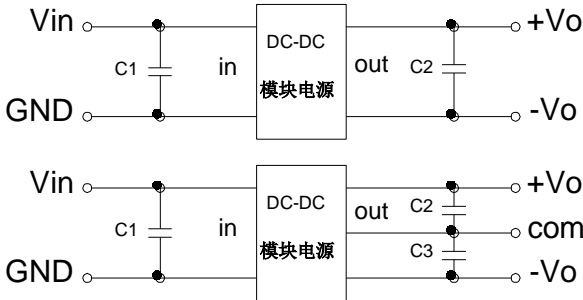 Vin
DC-DC
+Vo
C1
in
out
C2
模块电源
GND
-Vo
Vin
+Vo
DC-DC
out
C2
C1
in
com
模块电源
C3
GND
-Vo